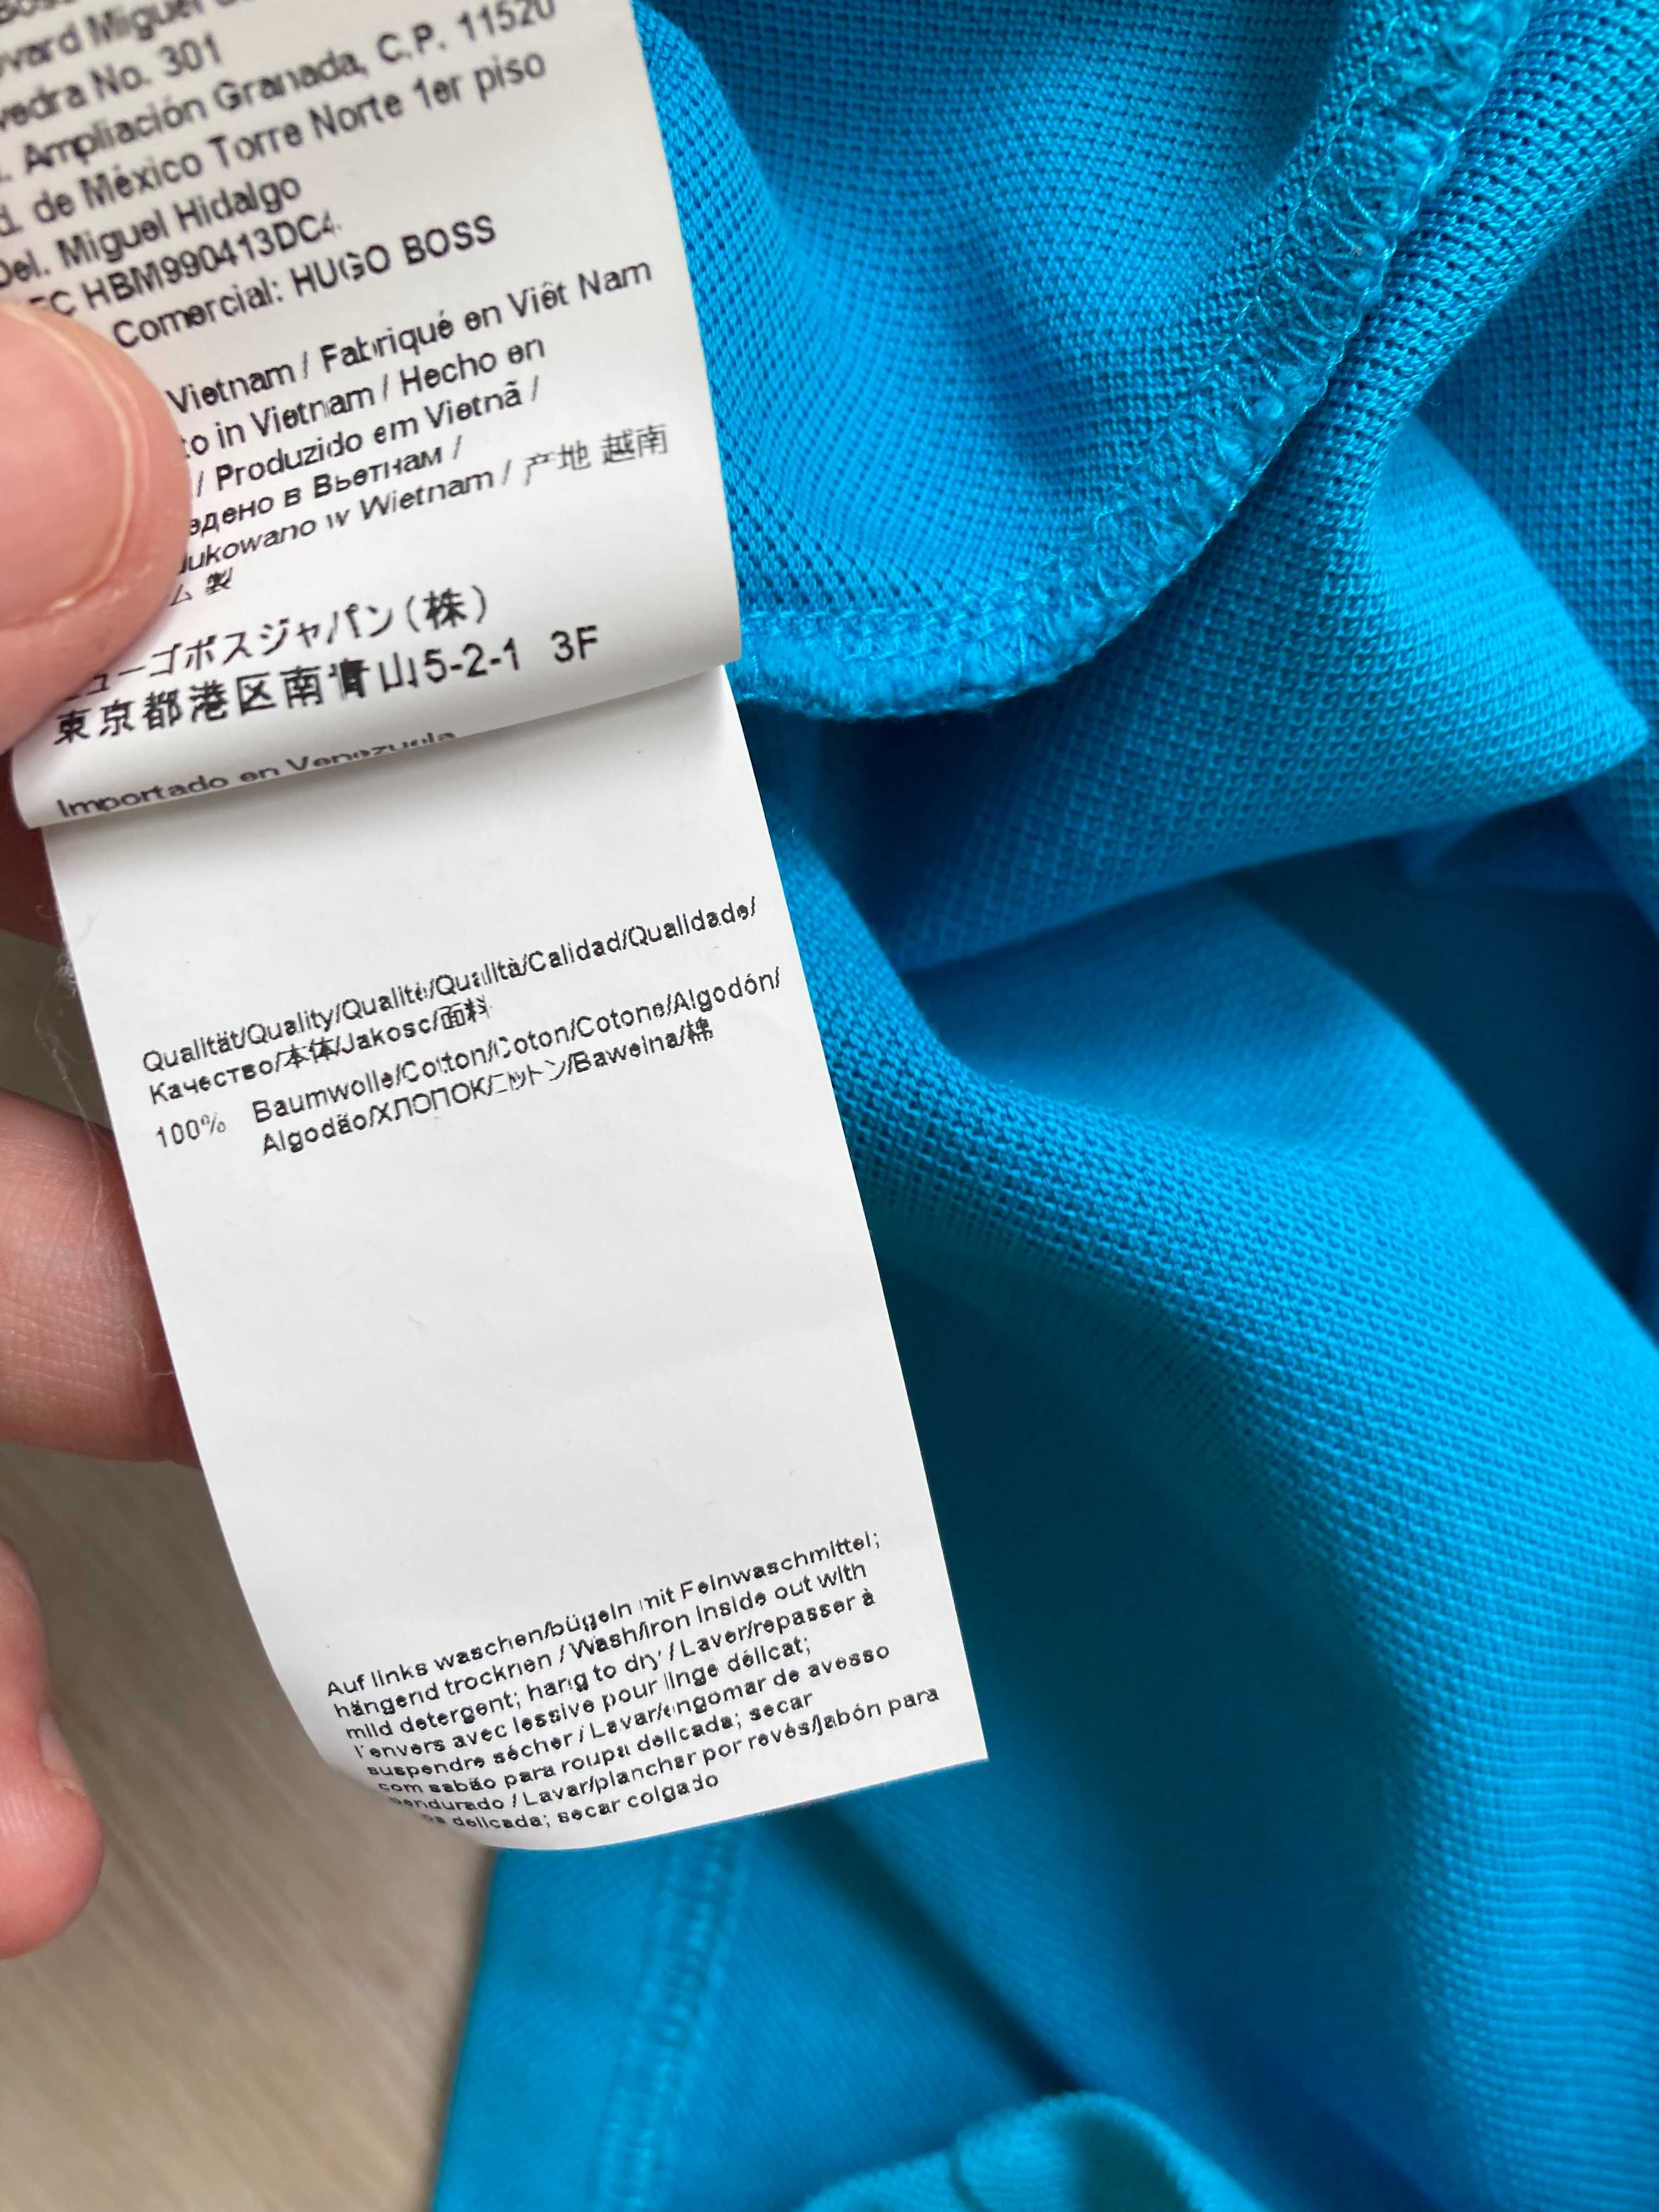 Miguel
No. 301
Ampliación Granada, C.P. 11520
de México Torre Norte 1er piso
Del. Miguel Hidalgo
HBM990413DC4
Comercial: HUGO BOSS
Vietnam / Fabriqué en Viêt Nam
in Vietnam / Hecho en
/ Produzido em Vietnã /
в Вьетнам /
w Wietnam / 产地 越南
製
ーゴボスジャパン(株)
東京都港区南青山5-2-1 3F
Importado en Venezuela
Qualität/Quality/Qualité/Qualità/Calidad/Qualidade/
Качество/本体/Jakosc/面料
100% Baumwolle/Cotton/Coton/Cotone/Algodón/
Algodão/ХЛОПОК/コットン/Bawelna/棉
Auf links waschen/bügeln mit Feinwaschmittel;
hängend trocknen / Wash/iron inside out with
mild detergent; hang to dry / Laver/repasser à
l'envers avec lessive pour linge délicat;
suspendre sécher / Lavar/engomar de avesso
com sabão para roupa delicada; secar
pendurado / Lavar/planchar por revés/jabón para
delicada; secar colgado